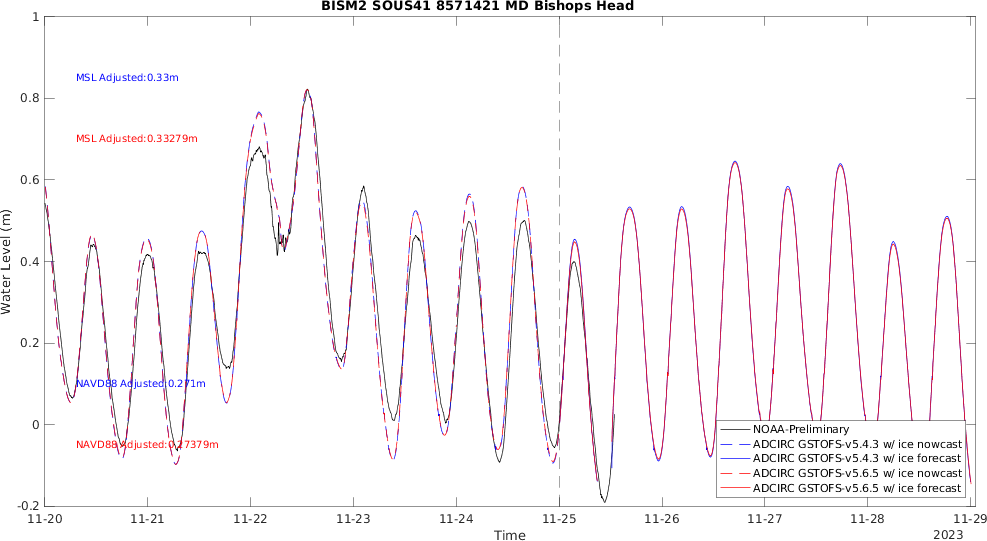 BISM2 SOUS41 8571421 MD Bishops Head
1
0.8
0.6
0.4
0.2
0
-0.2
Water Level (m)
MSL Adjusted:0.33m
MSL Adjusted:0.33279m
NAVD88 Adjusted:0.271m
NAVD88 Adjusted:0.27379m
NOAA-Preliminary
ADCIRC GSTOFS-v5.4.3 w/ ice nowcast
ADCIRC GSTOFS-v5.4.3 w/ ice forecast
ADCIRC GSTOFS-v5.6.5 w/ ice nowcast
ADCIRC GSTOFS-v5.6.5 w/ ice forecast
11-20 11-21 11-22 11-23 11-24 11-25 11-26 11-27 11-28 11-29
Time
2023